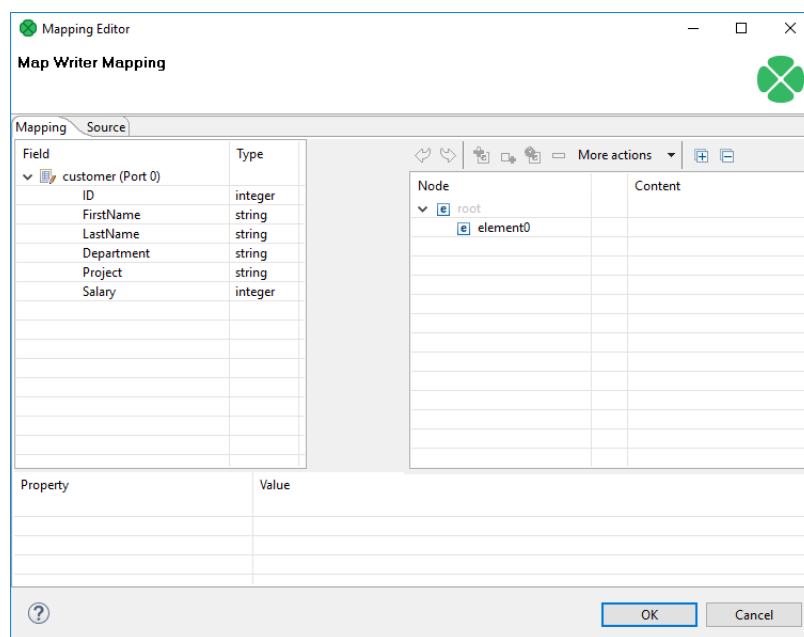 Mapping Editor
Map Writer Mapping
Mapping Source
Field Type
customer (Port 0)
ID integer
FirstName string
LastName string
Department string
Project string
Salary integer
More actions
Node Content
e root
e element0
Property Value
? OK Cancel